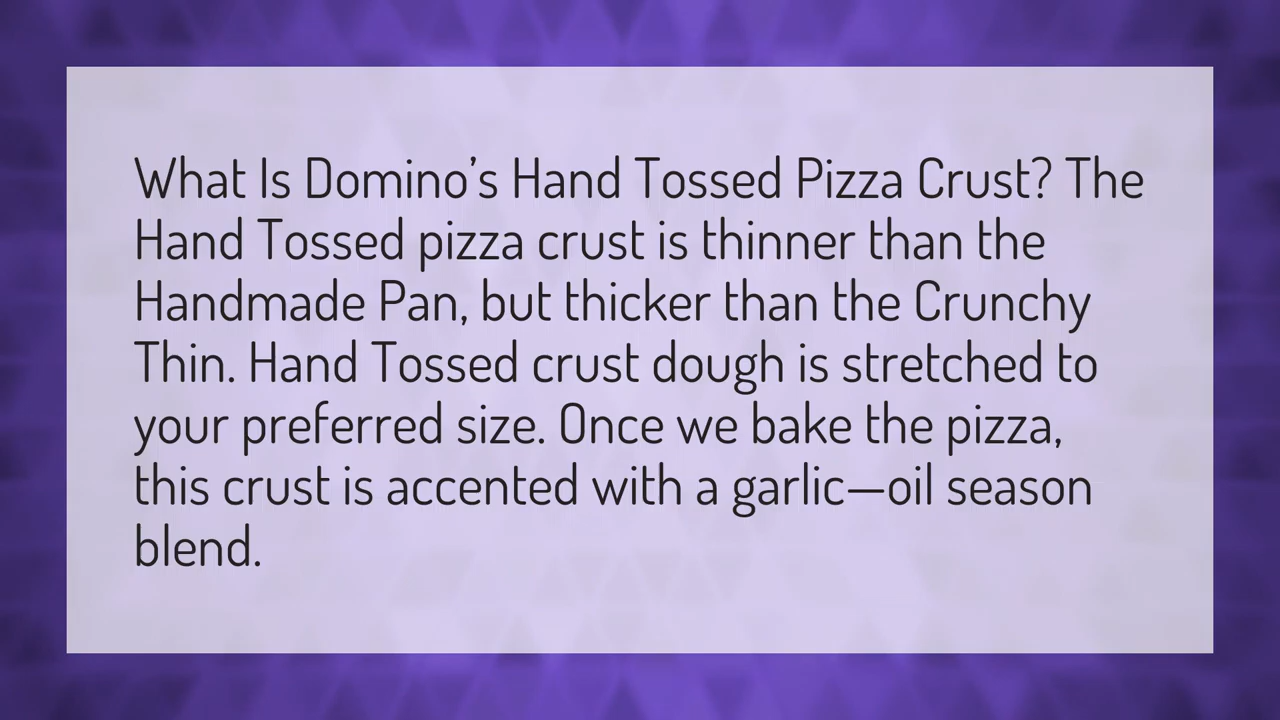 What Is Domino’s Hand Tossed Pizza Crust? The
Hand Tossed pizza crust is thinner than the
Handmade Pan, but thicker than the Crunchy
Thin. Hand Tossed crust dough is stretched to
your preferred size. Once we bake the pizza,
this crust is accented with a garlic—oil season
blend.